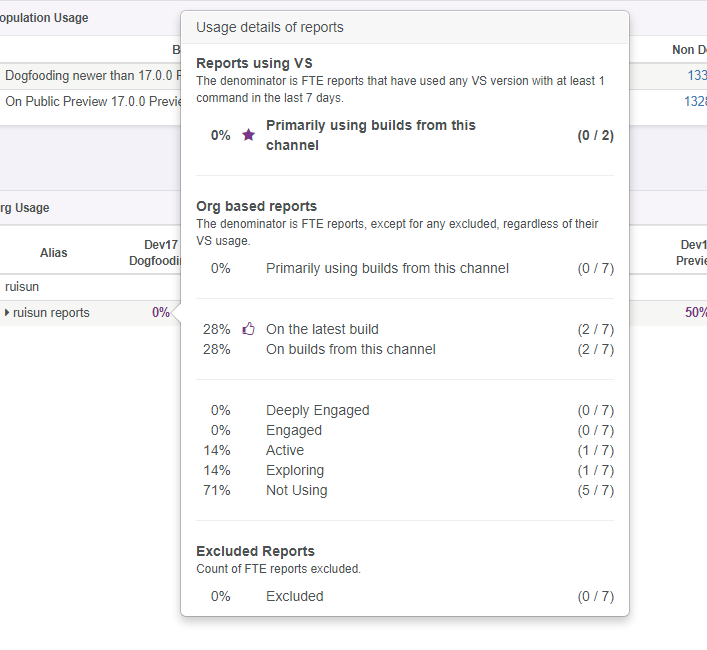 opulation Usage
Usage details of reports
B
Non D
Dogfooding newer than 17.0.0 P
133
On Public Preview 17.0.0 Previe
1328
Reports using VS
The denominator is FTE reports that have used any VS version with at least 1
command in the last 7 days.
0% Primarily using builds from this
channel (0 / 2)
Org based reports
The denominator is FTE reports, except for any excluded, regardless of their
VS usage.
0% Primarily using builds from this channel (0 / 7)
28% On the latest build (2 / 7)
28% On builds from this channel (2 / 7)
0% Deeply Engaged (0 / 7)
0% Engaged (0 / 7)
14% Active (1 / 7)
14% Exploring (1 / 7)
71% Not Using (5 / 7)
Excluded Reports
Count of FTE reports excluded.
0% Excluded (0 / 7)
rg Usage
Alias
Dev17
Dogfoodin
Dev1
Previe
ruisun
ruisun reports 0% 50%